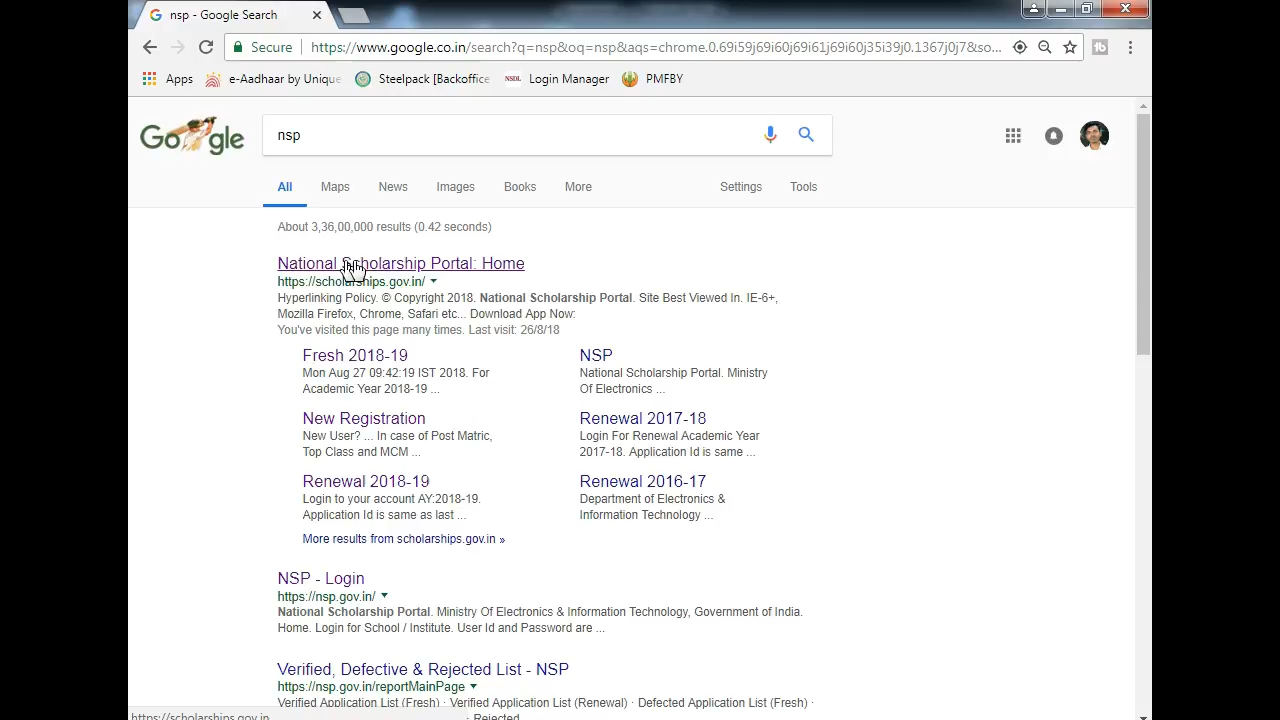 nsp - Google Search
Secure
https://www.google.co.in/search?q=nsp&oq=nsp&aqs=chrome.0.69i59j69i60j69i61j69i60j35i39j0.1367j0j7&so...
Apps
e-Aadhaar by Unique
Steelpack [Backoffice
NSDL
Login Manager
PMFBY
Google
nsp
All
Maps
News
Images
Books
More
Settings
Tools
About 3,36,00,000 results (0.42 seconds)
National Scholarship Portal: Home
https://scholarships.gov.in/
Hyperlinking Policy. © Copyright 2018. National Scholarship Portal. Site Best Viewed In. IE-6+,
Mozilla Firefox, Chrome, Safari etc... Download App Now:
You've visited this page many times. Last visit: 26/8/18
Fresh 2018-19
Mon Aug 27 09:42:19 IST 2018. For
Academic Year 2018-19 ...
NSP
National Scholarship Portal. Ministry
Of Electronics ...
New Registration
New User? ... In case of Post Matric,
Top Class and MCM ...
Renewal 2017-18
Login For Renewal Academic Year
2017-18. Application Id is same ...
Renewal 2018-19
Login to your account AY:2018-19.
Application Id is same as last ...
Renewal 2016-17
Department of Electronics &
Information Technology ...
More results from scholarships.gov.in »
NSP - Login
https://nsp.gov.in/
National Scholarship Portal. Ministry Of Electronics & Information Technology, Government of India.
Home. Login for School / Institute. User Id and Password are ...
Verified, Defective & Rejected List - NSP
https://nsp.gov.in/reportMainPage
Verified Application List (Fresh) · Verified Application List (Renewal) · Defected Application List (Fresh) ·
https://scholarships.gov.in
- Rejected